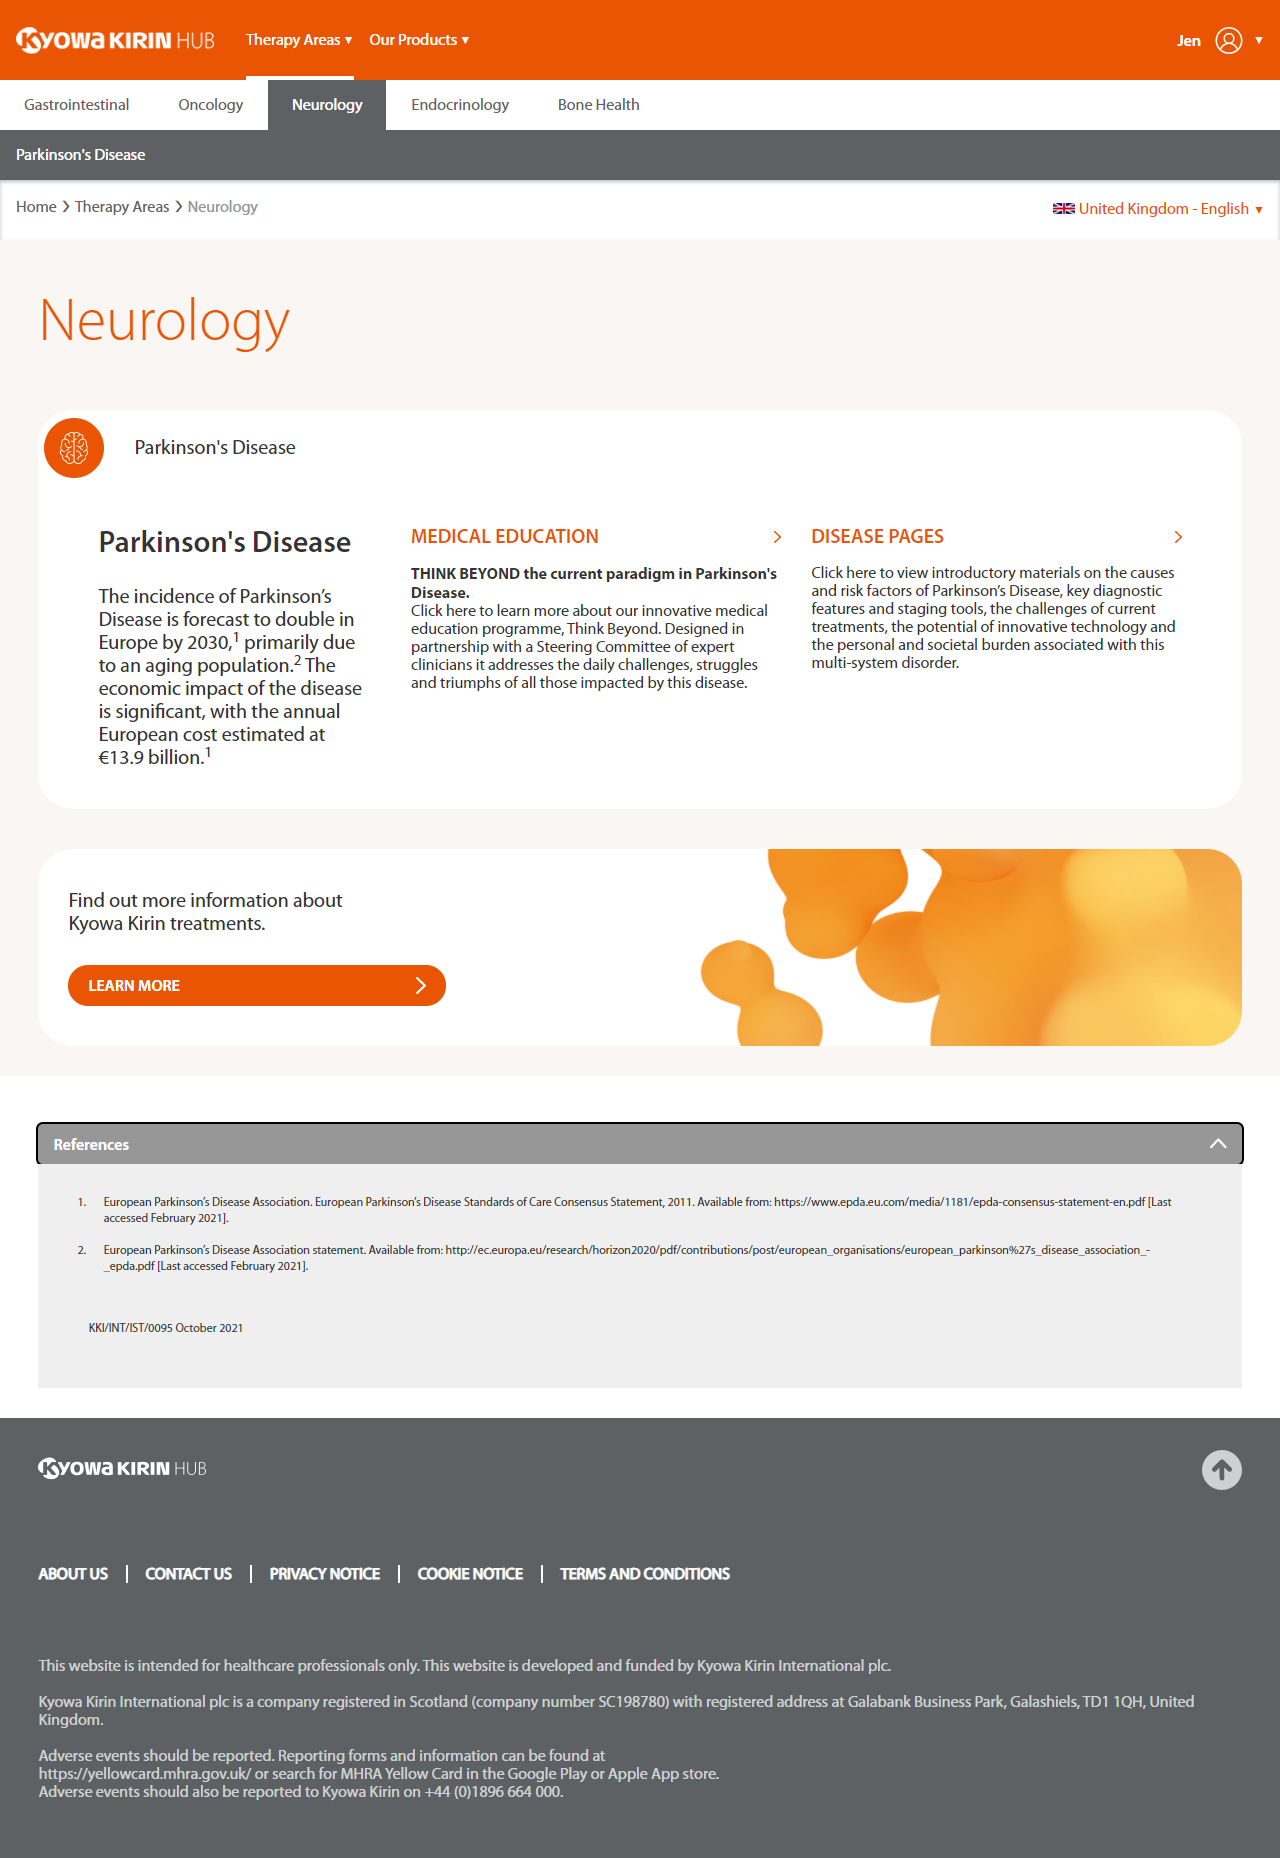 KYOWA KIRIN HUB
Therapy Areas ▼ Our Products ▼
Jen ▼
Gastrointestinal Oncology Neurology Endocrinology Bone Health
Parkinson's Disease
Home > Therapy Areas > Neurology
United Kingdom - English ▼
Neurology
Parkinson's Disease
Parkinson's Disease
The incidence of Parkinson’s
Disease is forecast to double in
Europe by 2030,¹ primarily due
to an aging population.² The
economic impact of the disease
is significant, with the annual
European cost estimated at
€13.9 billion.¹
MEDICAL EDUCATION
THINK BEYOND the current paradigm in Parkinson's
Disease.
Click here to learn more about our innovative medical
education programme, Think Beyond. Designed in
partnership with a Steering Committee of expert
clinicians it addresses the daily challenges, struggles
and triumphs of all those impacted by this disease.
DISEASE PAGES
Click here to view introductory materials on the causes
and risk factors of Parkinson’s Disease, key diagnostic
features and staging tools, the challenges of current
treatments, the potential of innovative technology and
the personal and societal burden associated with this
multi-system disorder.
Find out more information about
Kyowa Kirin treatments.
LEARN MORE
References
1. European Parkinson’s Disease Association. European Parkinson’s Disease Standards of Care Consensus Statement, 2011. Available from: https://www.epda.eu.com/media/1181/epda-consensus-statement-en.pdf [Last
accessed February 2021].
2. European Parkinson’s Disease Association statement. Available from: http://ec.europa.eu/research/horizon2020/pdf/contributions/post/european_organisations/european_parkinson%27s_disease_association_-
_epda.pdf [Last accessed February 2021].
KKI/INT/IST/0095 October 2021
KYOWA KIRIN HUB
ABOUT US | CONTACT US | PRIVACY NOTICE | COOKIE NOTICE | TERMS AND CONDITIONS
This website is intended for healthcare professionals only. This website is developed and funded by Kyowa Kirin International plc.
Kyowa Kirin International plc is a company registered in Scotland (company number SC198780) with registered address at Galabank Business Park, Galashiels, TD1 1QH, United
Kingdom.
Adverse events should be reported. Reporting forms and information can be found at
https://yellowcard.mhra.gov.uk/ or search for MHRA Yellow Card in the Google Play or Apple App store.
Adverse events should also be reported to Kyowa Kirin on +44 (0)1896 664 000.